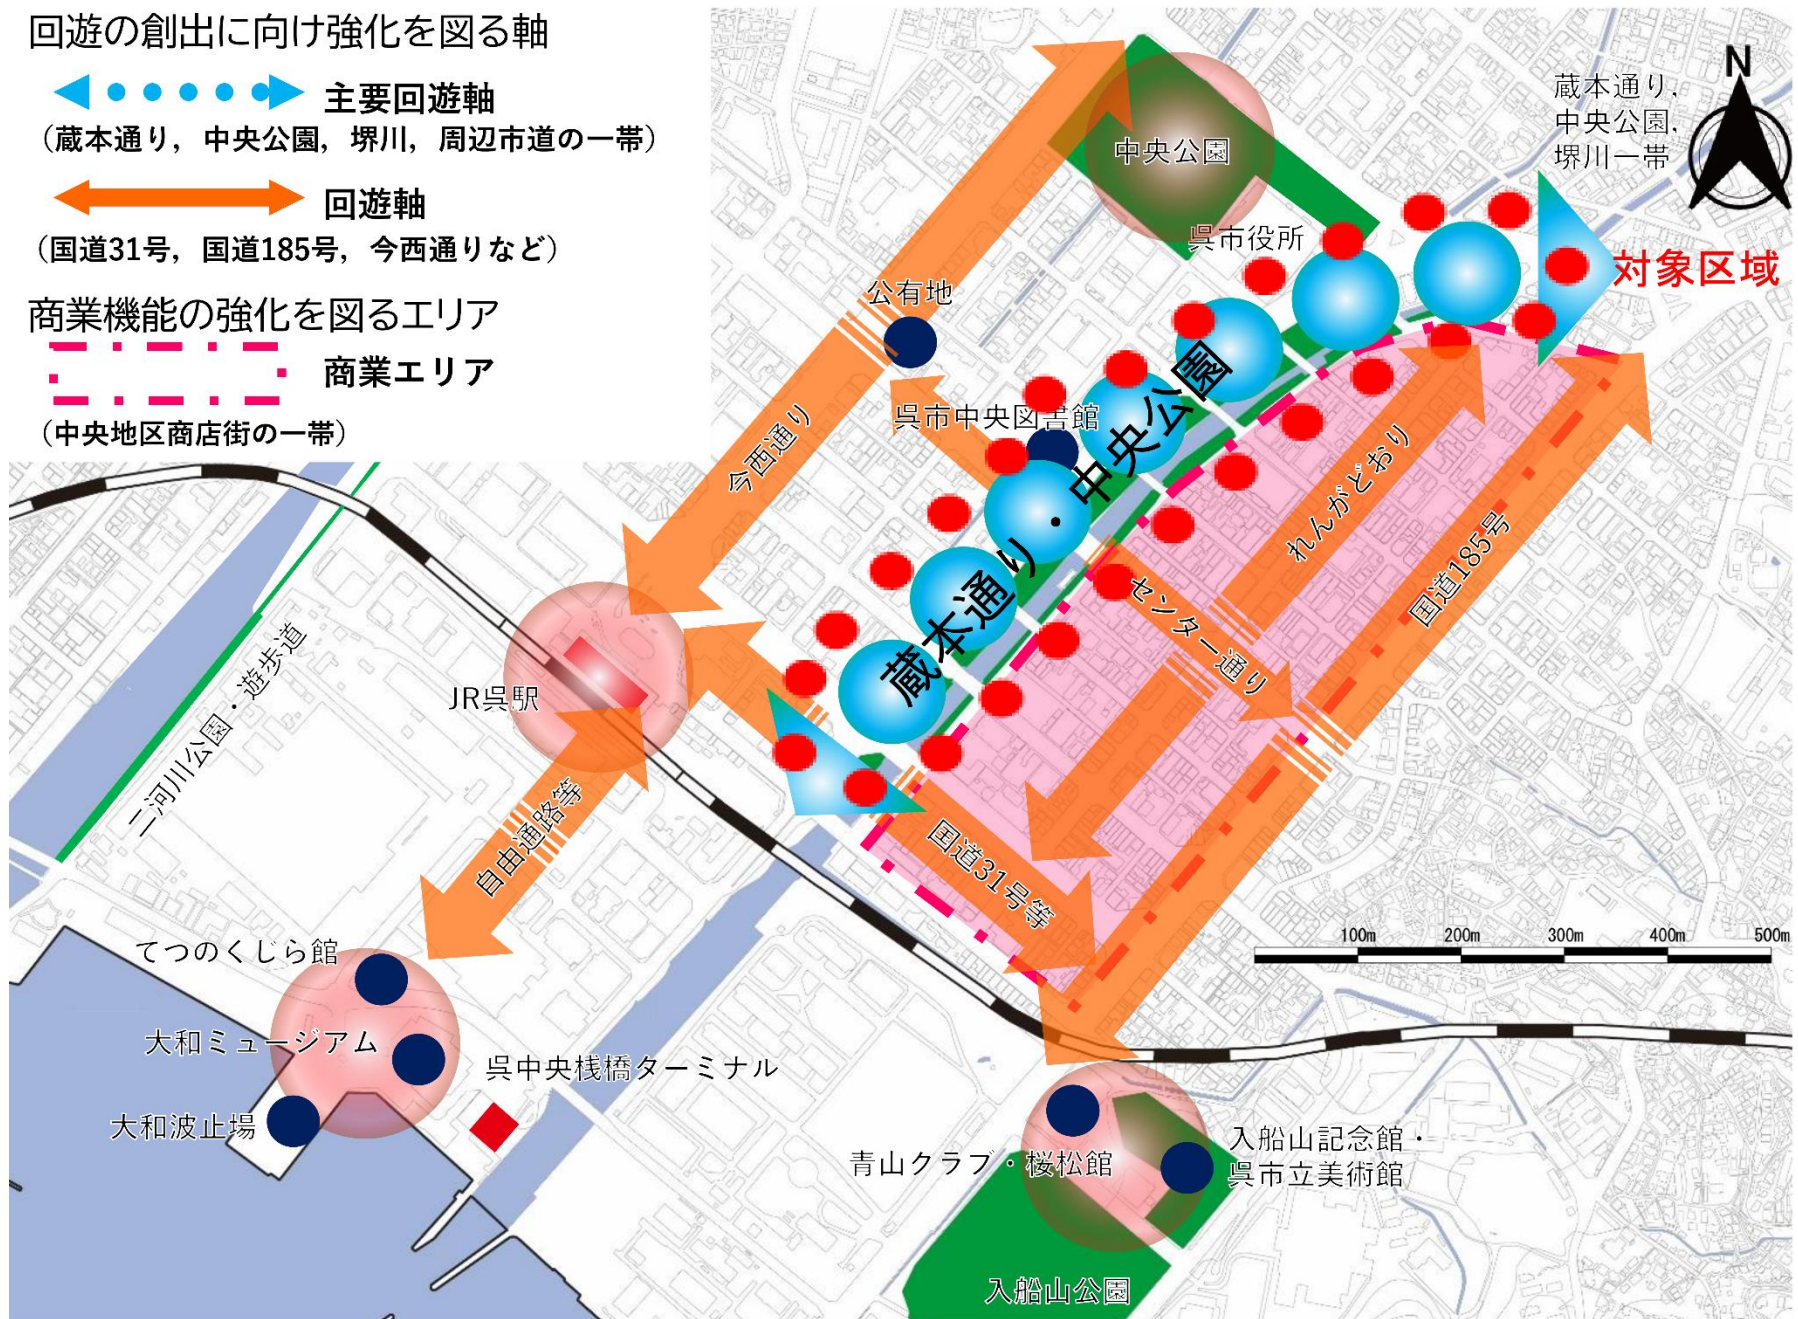 回遊の創出に向け強化を図る軸
主要回遊軸
（蔵本通り，中央公園，堺川，周辺市道の一帯）
回遊軸
（国道31号，国道185号，今西通りなど）
商業機能の強化を図るエリア
商業エリア
（中央地区商店街の一帯）
N
蔵本通り，
中央公園，
堺川一帯
中央公園
呉市役所
対象区域
公有地
呉市中央図書館
今西通り
蔵本通り・中央公園
れんがどおり
国道185号
センター通り
二河川公園・遊歩道
JR呉駅
自由通路等
国道31号等
100m 200m 300m 400m 500m
てつのくじら館
大和ミュージアム
呉中央桟橋ターミナル
大和波止場
青山クラブ・桜松館
入船山記念館・
呉市立美術館
入船山公園